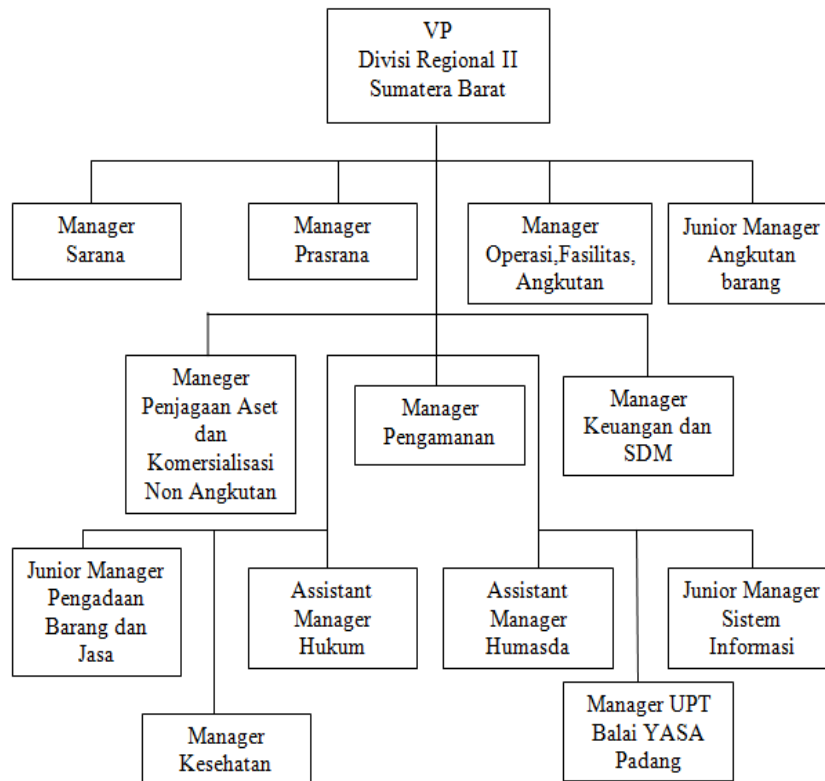 VP
Divisi Regional II
Sumatera Barat
Manager
Sarana
Manager
Prasrana
Manager
Operasi,Fasilitas,
Angkutan
Junior Manager
Angkutan
barang
Maneger
Penjagaan Aset
dan
Komersialisasi
Non Angkutan
Manager
Pengamanan
Manager
Keuangan dan
SDM
Junior Manager
Pengadaan
Barang dan
Jasa
Assistant
Manager
Hukum
Assistant
Manager
Humasda
Junior Manager
Sistem
Informasi
Manager
Kesehatan
Manager UPT
Balai YASA
Padang